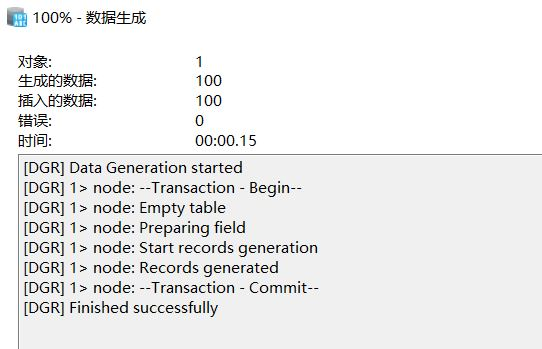 100% - 数据生成
对象: 1
生成的数据: 100
插入的数据: 100
错误: 0
时间: 00:00.15
[DGR] Data Generation started
[DGR] 1> node: --Transaction - Begin--
[DGR] 1> node: Empty table
[DGR] 1> node: Preparing field
[DGR] 1> node: Start records generation
[DGR] 1> node: Records generated
[DGR] 1> node: --Transaction - Commit--
[DGR] Finished successfully